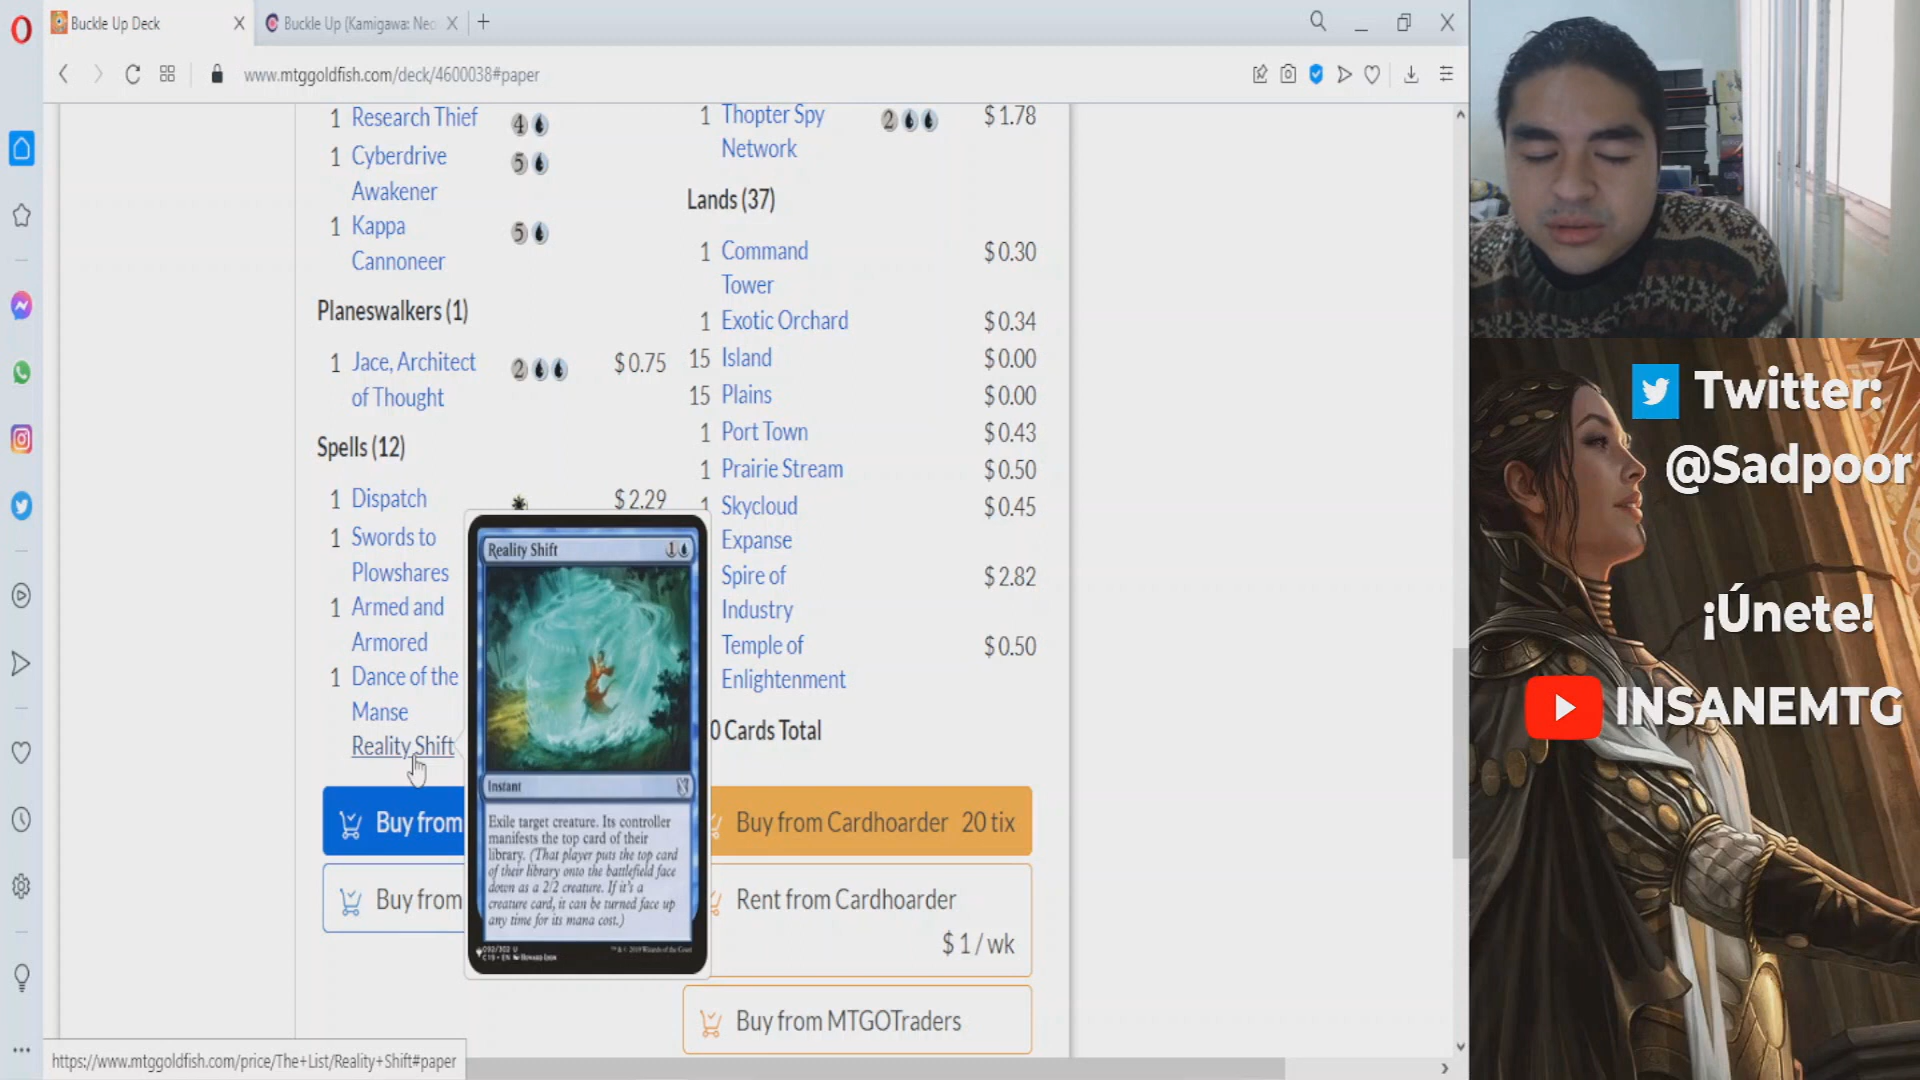 Buckle Up Deck
Buckle Up (Kamigawa: Neo
www.mtggoldfish.com/deck/4600038#paper
1 Research Thief 4
1 Cyberdrive Awakener 5
1 Kappa Cannoneer 5
Planeswalkers (1)
1 Jace, Architect of Thought 2 $ 0.75
Spells (12)
1 Dispatch $ 2.29
1 Swords to Plowshares
1 Armed and Armored
1 Dance of the Manse
Reality Shift
1 Thopter Spy Network 2 $ 1.78
Lands (37)
1 Command Tower $ 0.30
1 Exotic Orchard $ 0.34
15 Island $ 0.00
15 Plains $ 0.00
1 Port Town $ 0.43
1 Prairie Stream $ 0.50
1 Skycloud Expanse $ 0.45
Spire of Industry $ 2.82
Temple of Enlightenment $ 0.50
0 Cards Total
Buy from
Buy from
Buy from Cardhoarder 20 tix
Rent from Cardhoarder
$ 1 / wk
Buy from MTGOTraders
Reality Shift 1
Instant
Exile target creature. Its controller
manifests the top card of their
library. (That player puts the top card
of their library onto the battlefield face
down as a 2/2 creature. If it's a
creature card, it can be turned face up
any time for its mana cost.)
https://www.mtggoldfish.com/price/The+List/Reality+Shift#paper
Twitter:
@Sadpoor
¡Únete!
INSANEMTG